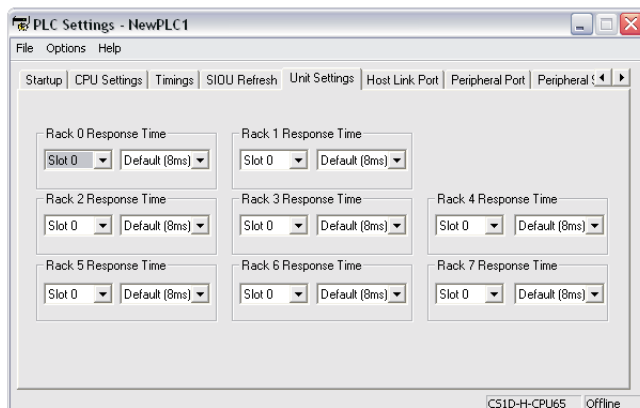 PLC Settings - NewPLC1
File Options Help
Startup CPU Settings Timings SIOU Refresh Unit Settings Host Link Port Peripheral Port Peripheral
Rack 0 Response Time Rack 1 Response Time
Slot 0 Default (8ms) Slot 0 Default (8ms)
Rack 2 Response Time Rack 3 Response Time Rack 4 Response Time
Slot 0 Default (8ms) Slot 0 Default (8ms) Slot 0 Default (8ms)
Rack 5 Response Time Rack 6 Response Time Rack 7 Response Time
Slot 0 Default (8ms) Slot 0 Default (8ms) Slot 0 Default (8ms)
CS1D-H-CPU65 Offline